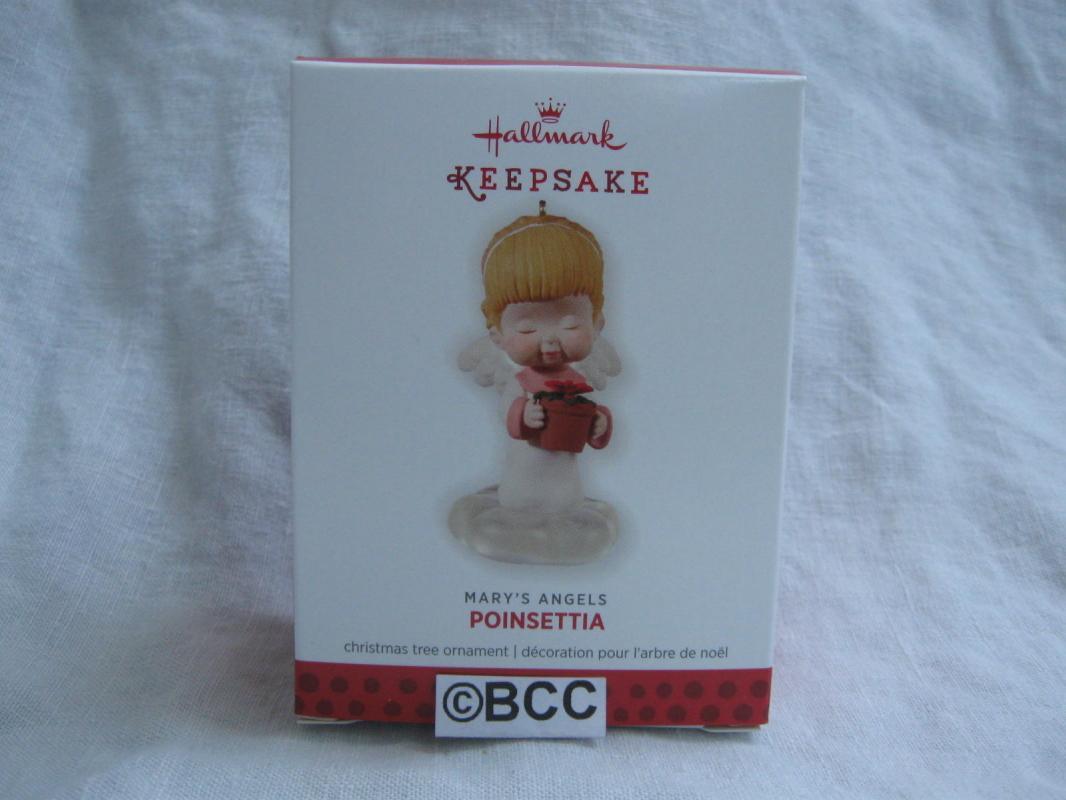 Hallmark
KEEPSAKE
MARY'S ANGELS
POINSETTIA
christmas tree ornament | décoration pour l'arbre de noël
©BCC